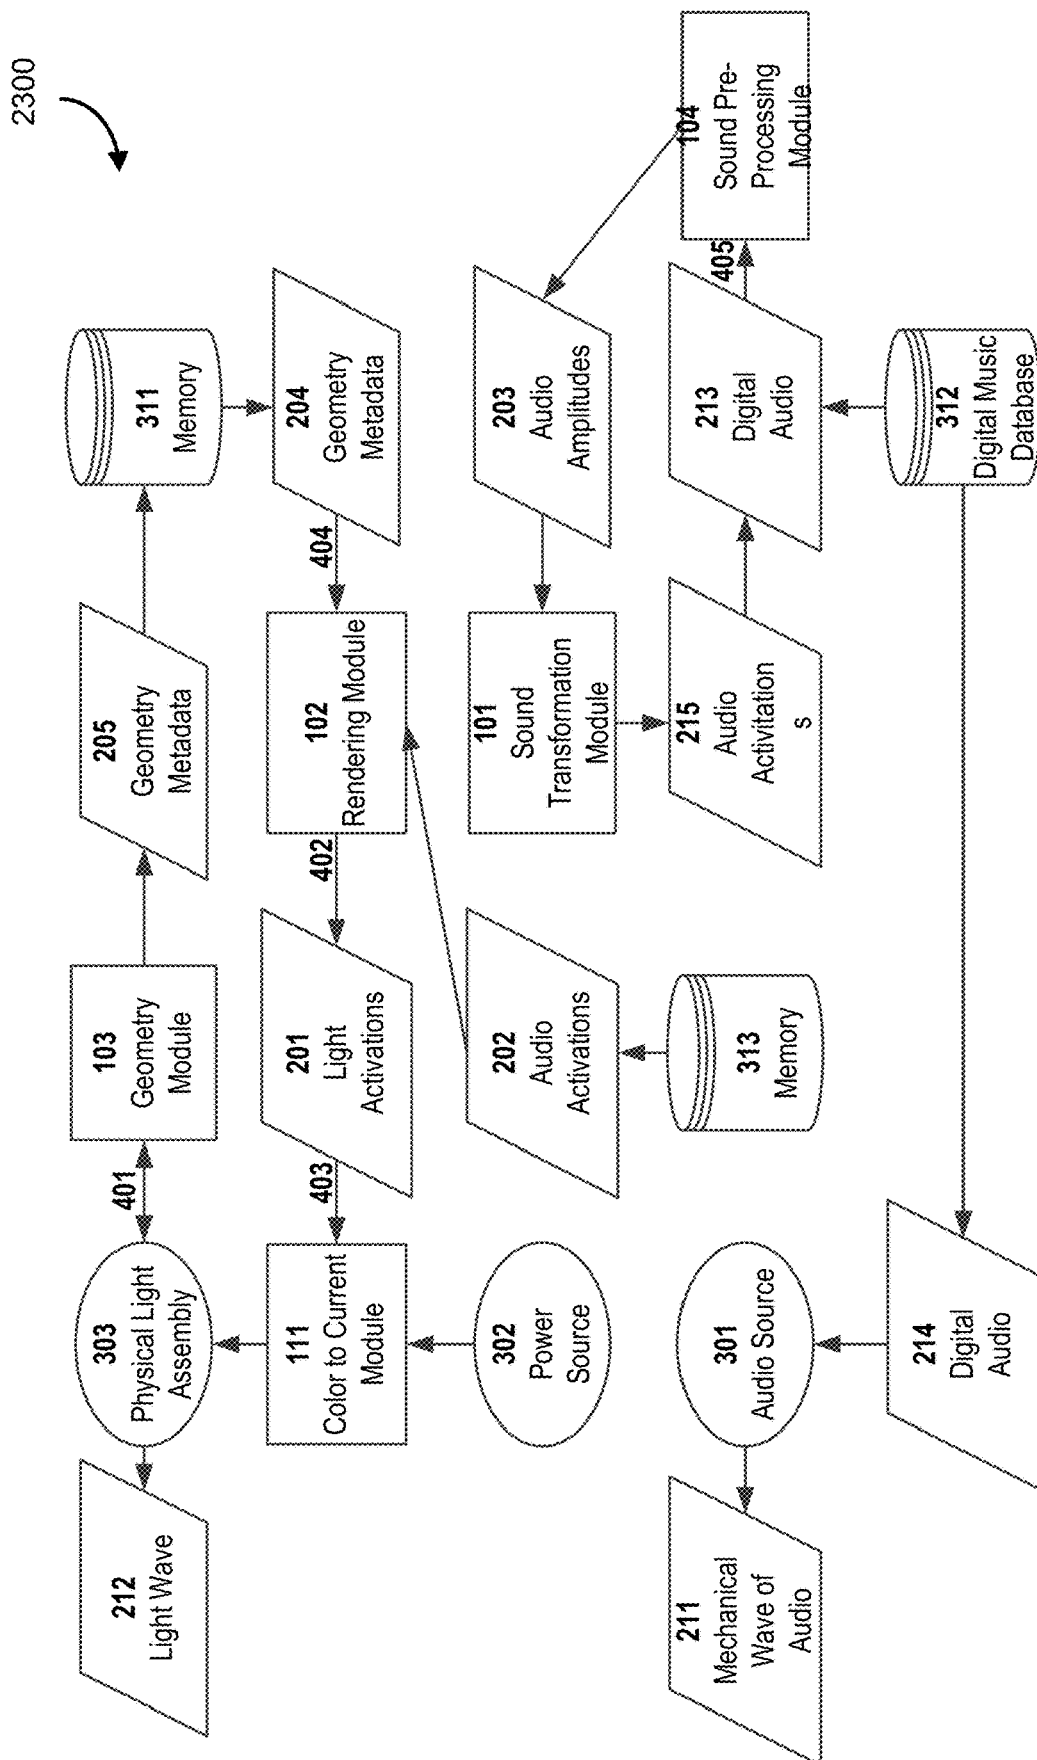 2300
212
Light Wave
303
Physical Light
Assembly
401
103
Geometry
Module
205
Geometry
Metadata
311
Memory
111
Color to Current
Module
403
201
Light
Activations
402
102
Rendering Module
404
204
Geometry
Metadata
302
Power
Source
202
Audio
Activations
101
Sound
Transformation
Module
203
Audio
Amplitudes
211
Mechanical
Wave of
Audio
301
Audio Source
313
Memory
215
Audio
Activitation
s
213
Digital
Audio
405
104
Sound Pre-
Processing
Module
214
Digital
Audio
312
Digital Music
Database